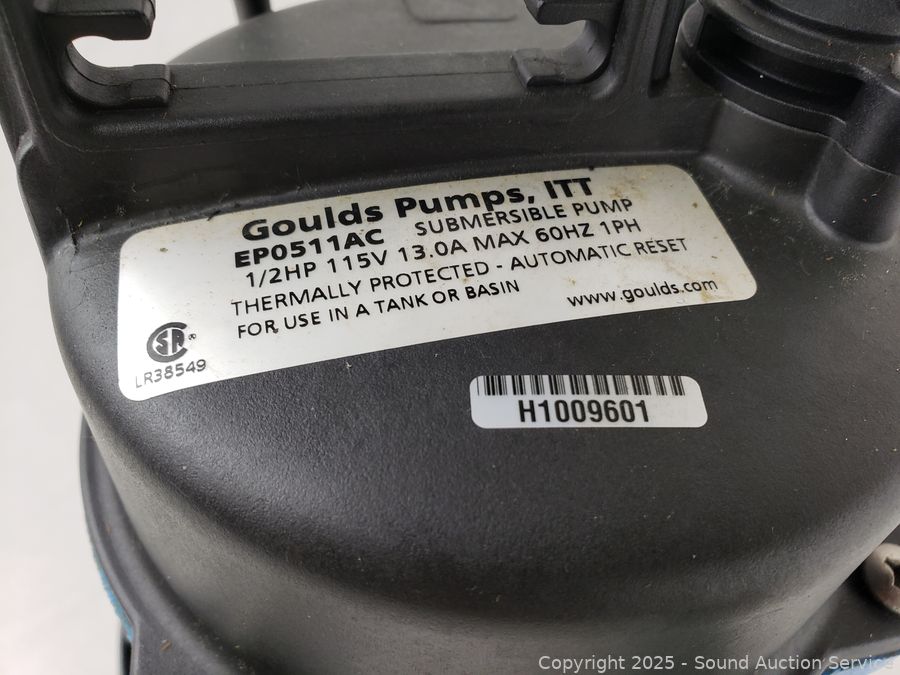 Goulds Pumps, ITT
EP0511AC SUBMERSIBLE PUMP
1/2HP 115V 13.0A MAX 60HZ 1PH
THERMALLY PROTECTED - AUTOMATIC RESET
FOR USE IN A TANK OR BASIN
www.goulds.com
SA ®
LR38549
H1009601
Copyright 2025 - Sound Auction Service